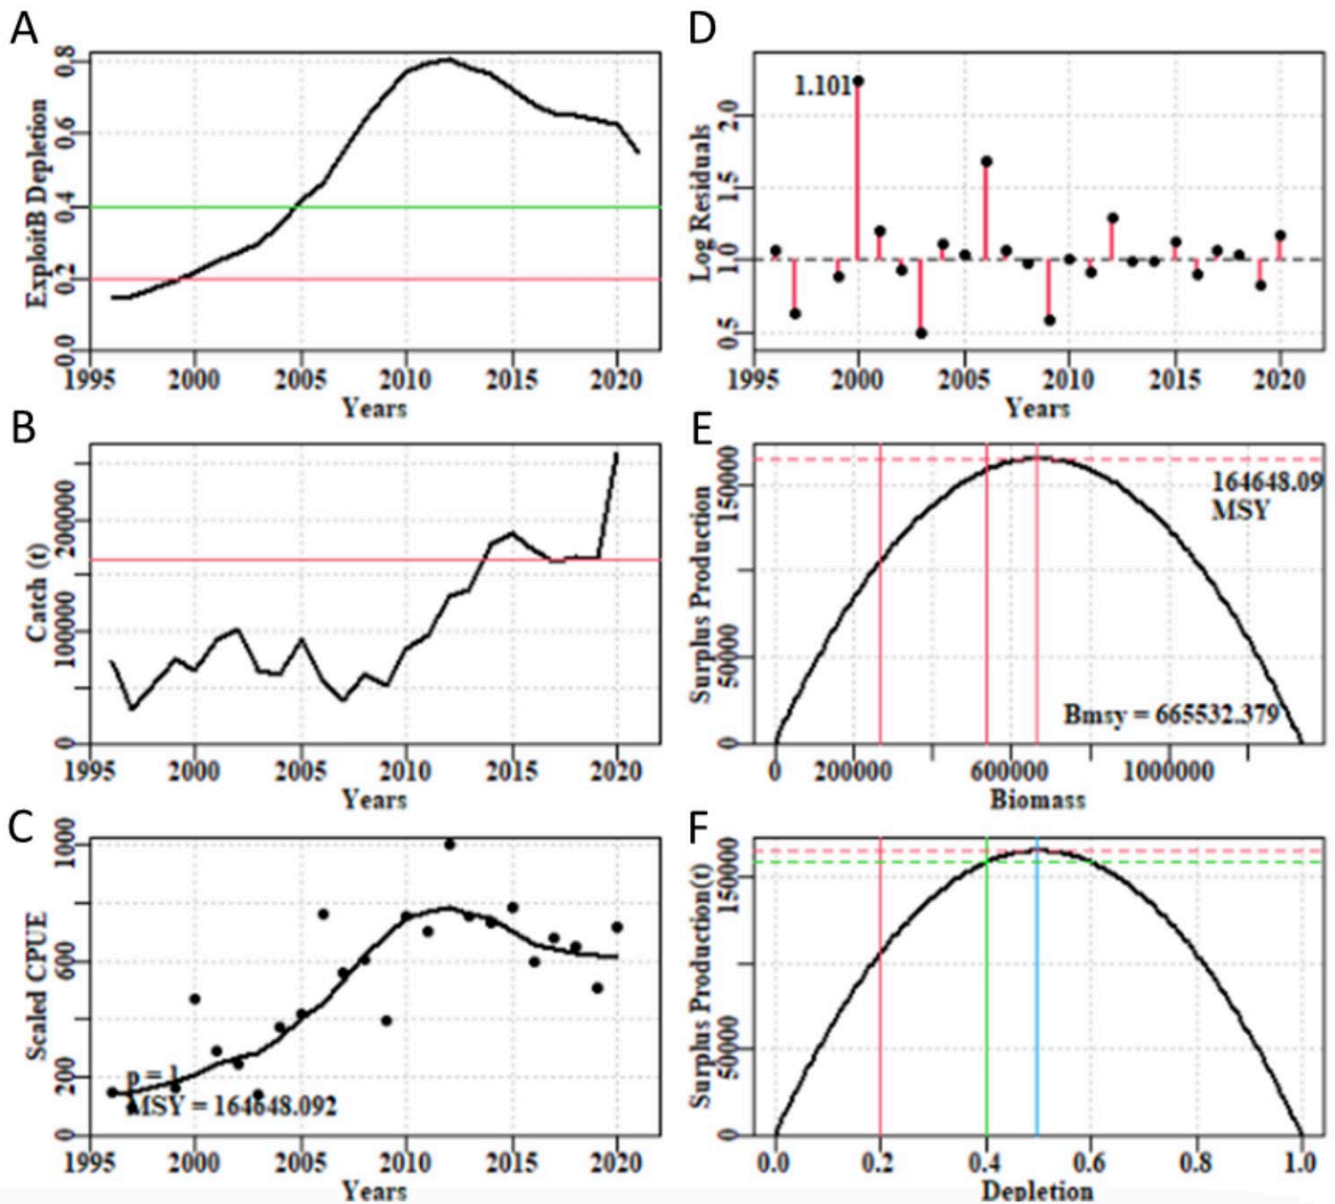 A
ExploitB Depletion
0.8
0.6
0.4
0.2
0.0
1995 2000 2005 2010 2015 2020
Years
B
Catch (t)
200000
100000
0
1995 2000 2005 2010 2015 2020
Years
C
Scaled CPUE
1000
600
200
0
p = 1
MSY = 164648.092
1995 2000 2005 2010 2015 2020
Years
D
Log Residuals
2.0
1.5
1.0
0.5
1.101
1995 2000 2005 2010 2015 2020
Years
E
Surplus Production
150000
50000
0
164648.09
MSY
Bmsy = 665532.379
0 200000 600000 1000000
Biomass
F
Surplus Production(t)
150000
50000
0
0.0 0.2 0.4 0.6 0.8 1.0
Depletion